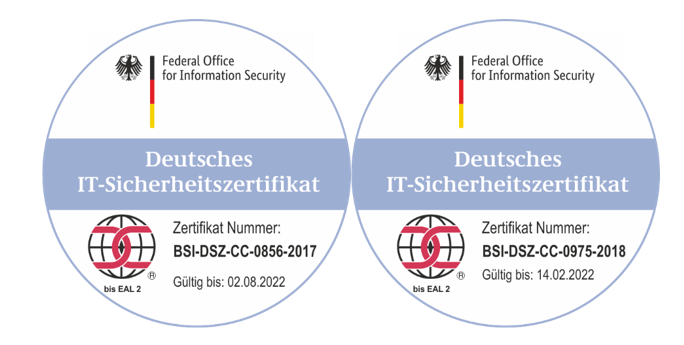 Federal Office
for Information Security
Deutsches
IT-Sicherheitszertifikat
Zertifikat Nummer:
BSI-DSZ-CC-0856-2017
®
Gültig bis: 02.08.2022
bis EAL 2
Federal Office
for Information Security
Deutsches
IT-Sicherheitszertifikat
Zertifikat Nummer:
BSI-DSZ-CC-0975-2018
®
Gültig bis: 14.02.2022
bis EAL 2